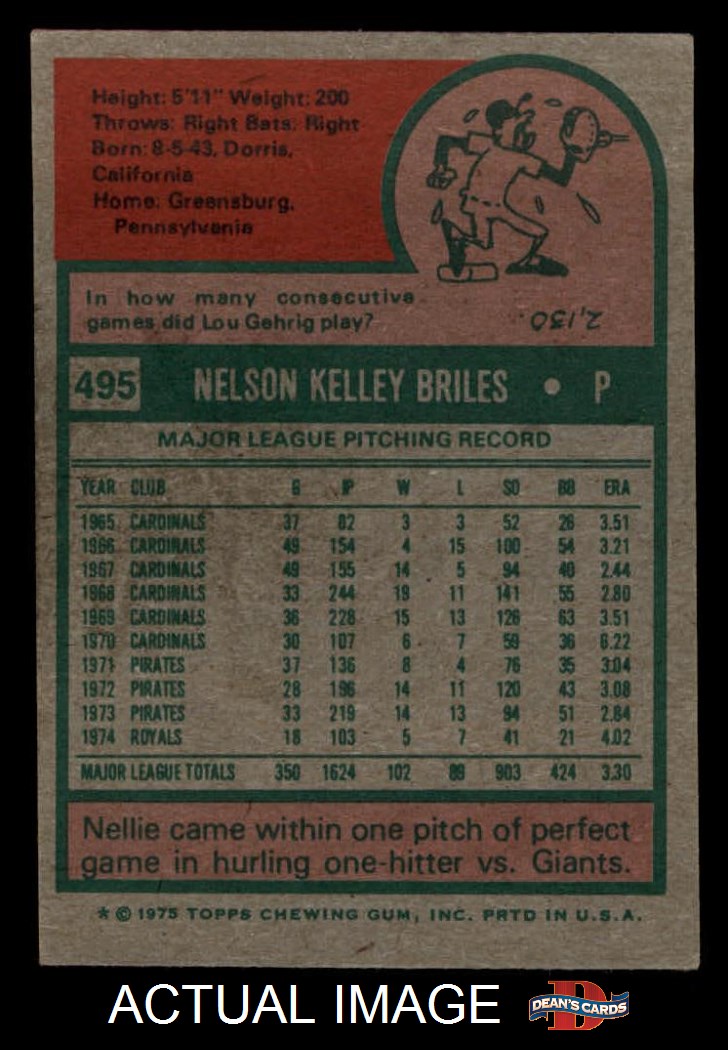 Height: 5'11" Weight: 200
Throws: Right Bats: Right
Born: 8-5-43, Dorris,
California
Home: Greensburg,
Pennsylvania
In how many consecutive
games did Lou Gehrig play?
2,130.
495 NELSON KELLEY BRILES • P
MAJOR LEAGUE PITCHING RECORD
YEAR CLUB G IP W L SO BB ERA
1965 CARDINALS 37 82 3 3 52 26 3.51
1966 CARDINALS 49 154 4 15 100 54 3.21
1967 CARDINALS 49 155 14 5 94 40 2.44
1968 CARDINALS 33 244 19 11 141 55 2.80
1969 CARDINALS 36 228 15 13 126 63 3.51
1970 CARDINALS 30 107 6 7 59 36 6.22
1971 PIRATES 37 136 8 4 76 35 3.04
1972 PIRATES 28 196 14 11 120 43 3.08
1973 PIRATES 33 219 14 13 94 51 2.84
1974 ROYALS 18 103 5 7 41 21 4.02
MAJOR LEAGUE TOTALS 350 1624 102 89 903 424 3.30
Nellie came within one pitch of perfect
game in hurling one-hitter vs. Giants.
* © 1975 TOPPS CHEWING GUM, INC. PRTD IN U.S.A.
ACTUAL IMAGE
D
DEAN'S CARDS